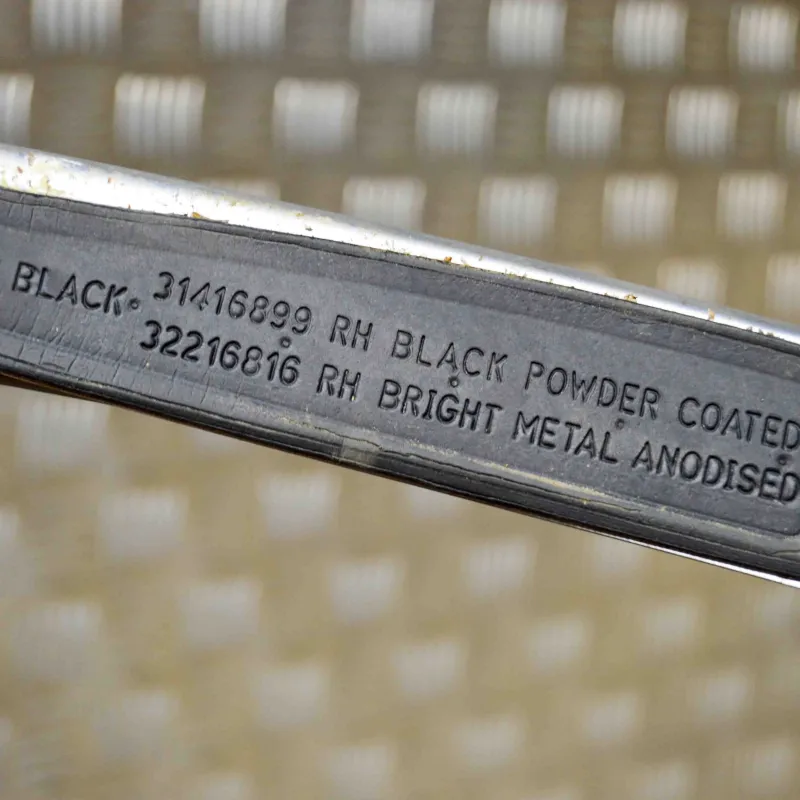 BLACK. 31416899 RH BLACK POWDER COATED
32216816 RH BRIGHT METAL ANODISED